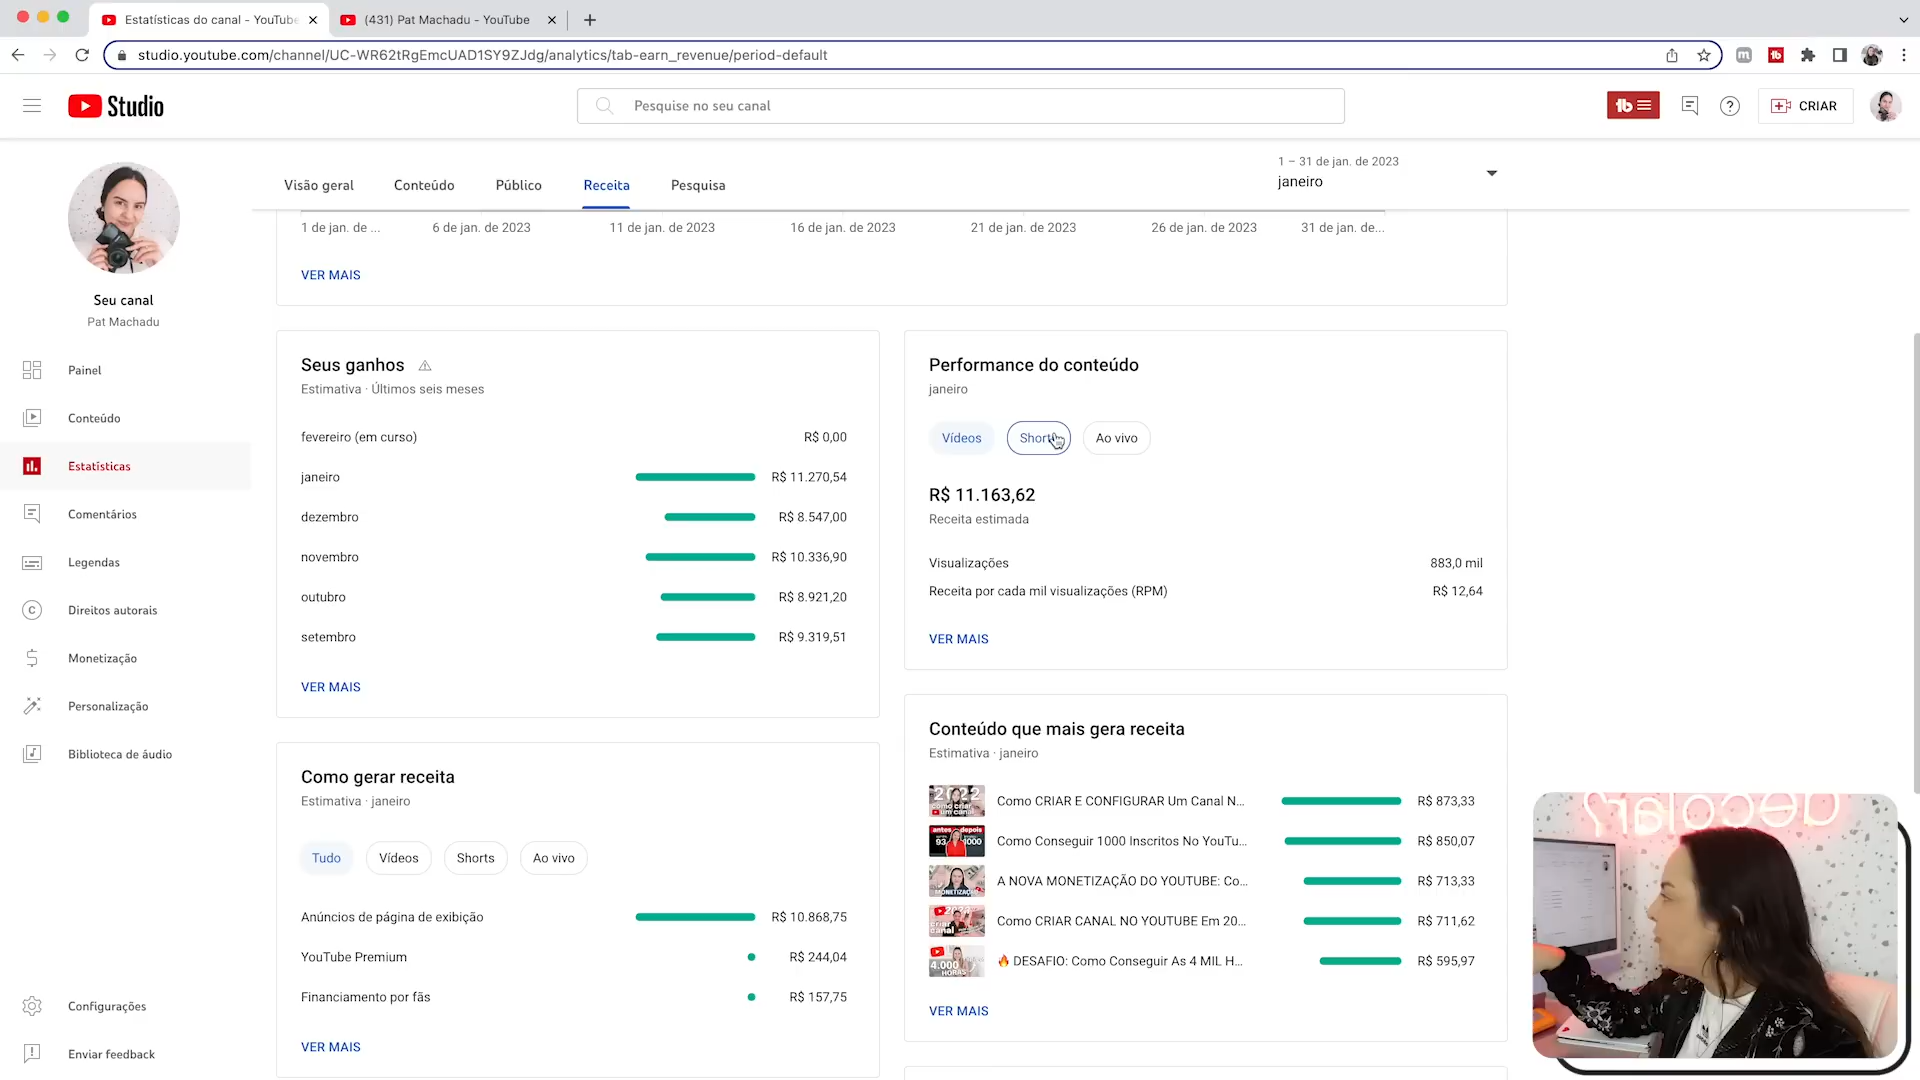 Estatísticas do canal - YouTube
(431) Pat Machadu - YouTube
studio.youtube.com/channel/UC-WR62tRgEmcUAD1SY9ZJdg/analytics/tab-earn_revenue/period-default
Studio
Pesquise no seu canal
CRIAR
Visão geral
Conteúdo
Público
Receita
Pesquisa
1 – 31 de jan. de 2023
janeiro
Seu canal
Pat Machadu
Painel
Conteúdo
Estatísticas
Comentários
Legendas
Direitos autorais
Monetização
Personalização
Biblioteca de áudio
Configurações
Enviar feedback
1 de jan. de ...
6 de jan. de 2023
11 de jan. de 2023
16 de jan. de 2023
21 de jan. de 2023
26 de jan. de 2023
31 de jan. de...
VER MAIS
Seus ganhos
Estimativa · Últimos seis meses
fevereiro (em curso) R$ 0,00
janeiro R$ 11.270,54
dezembro R$ 8.547,00
novembro R$ 10.336,90
outubro R$ 8.921,20
setembro R$ 9.319,51
VER MAIS
Como gerar receita
Estimativa · janeiro
Tudo Vídeos Shorts Ao vivo
Anúncios de página de exibição R$ 10.868,75
YouTube Premium R$ 244,04
Financiamento por fãs R$ 157,75
VER MAIS
Performance do conteúdo
janeiro
Vídeos Shorts Ao vivo
R$ 11.163,62
Receita estimada
Visualizações 883,0 mil
Receita por cada mil visualizações (RPM) R$ 12,64
VER MAIS
Conteúdo que mais gera receita
Estimativa · janeiro
Como CRIAR E CONFIGURAR Um Canal N... R$ 873,33
Como Conseguir 1000 Inscritos No YouTu... R$ 850,07
A NOVA MONETIZAÇÃO DO YOUTUBE: Co... R$ 713,33
Como CRIAR CANAL NO YOUTUBE Em 20... R$ 711,62
🔥 DESAFIO: Como Conseguir As 4 MIL H... R$ 595,97
VER MAIS
decolar?